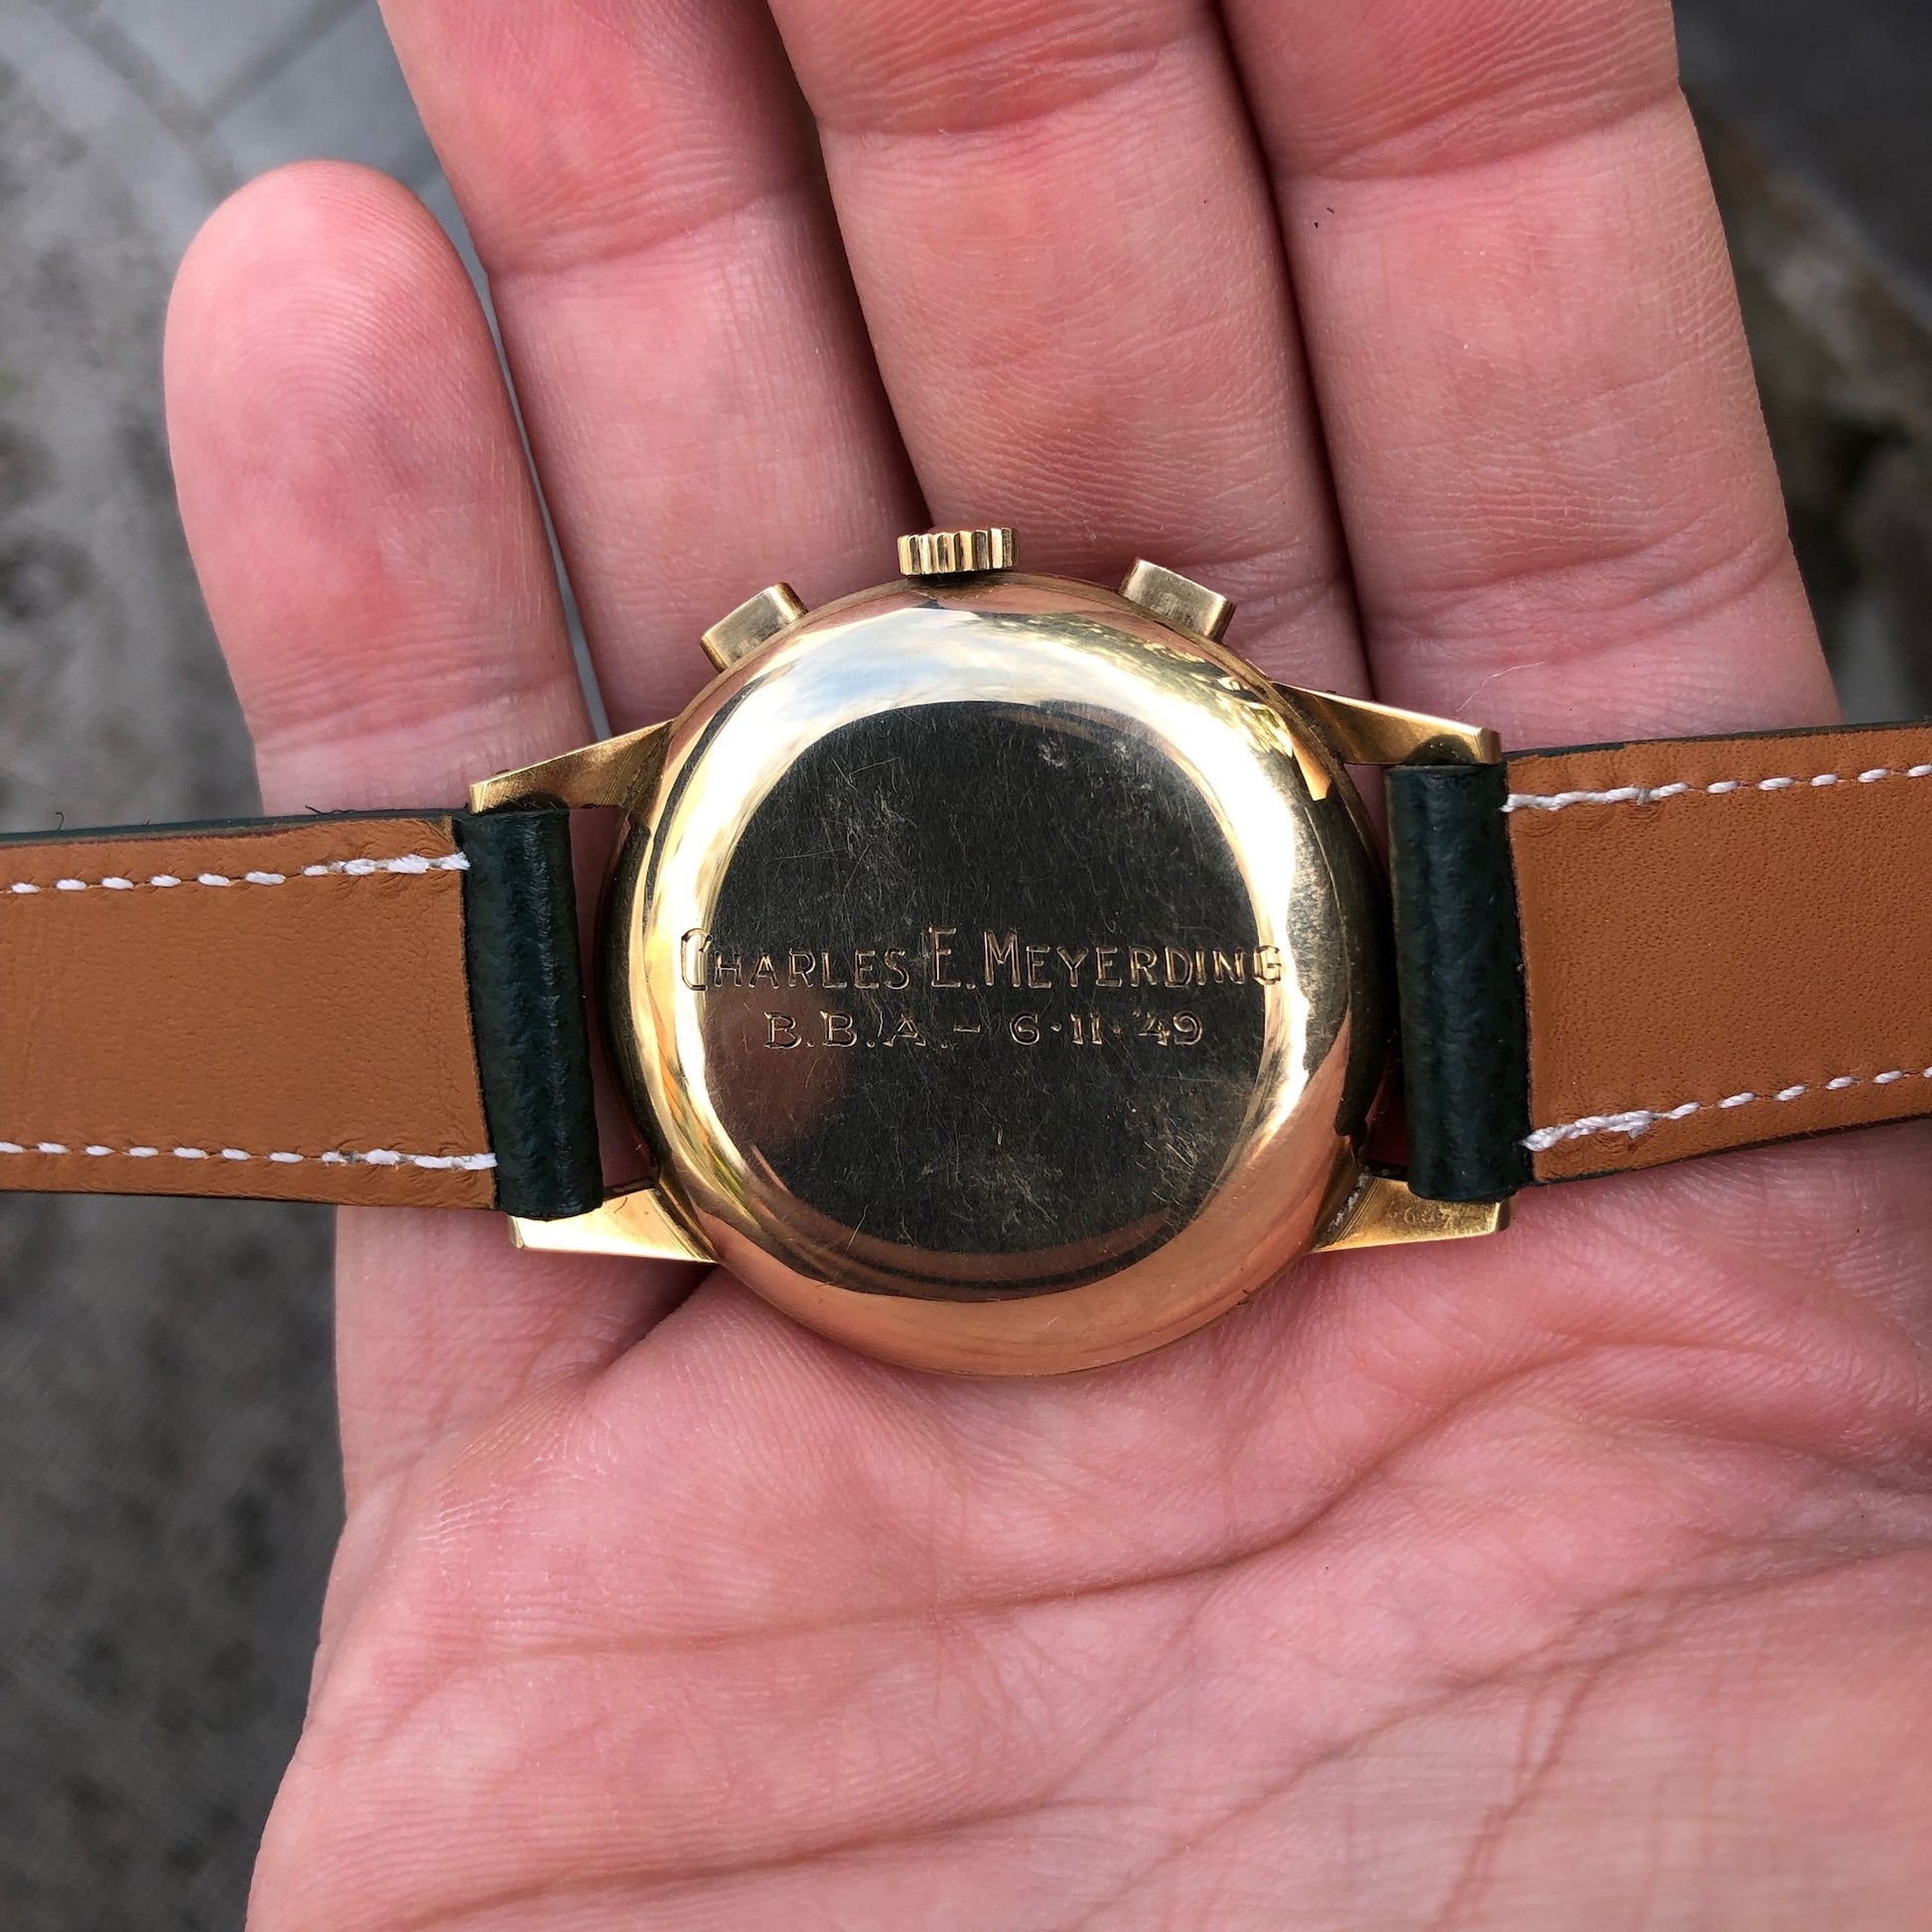 CHARLES E. MEYERDING
B.B.A. - 6·11·'49